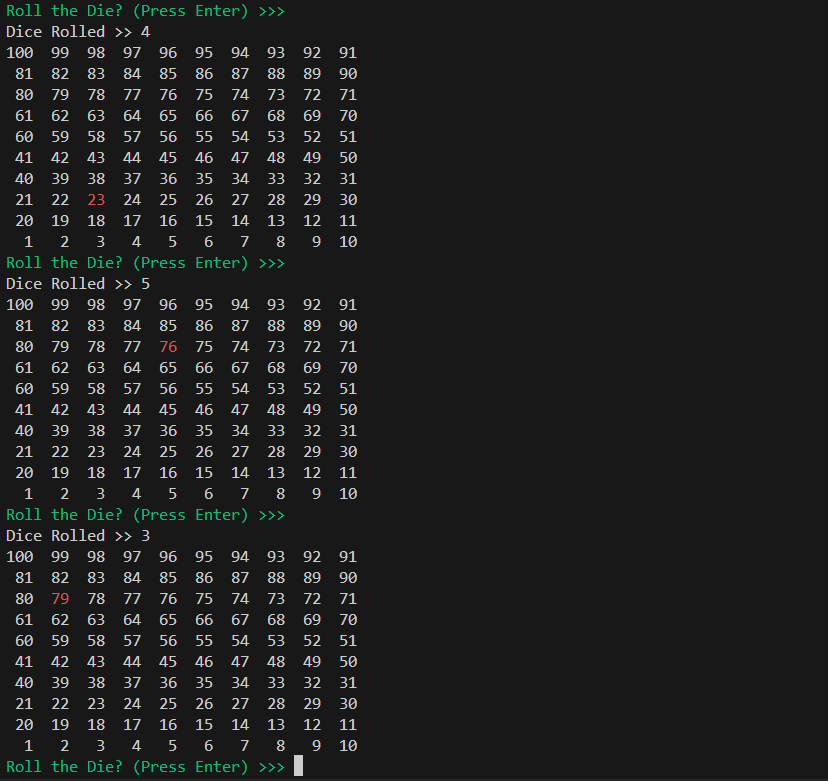 Roll the Die? (Press Enter) >>>
Dice Rolled >> 4
100  99  98  97  96  95  94  93  92  91
 81  82  83  84  85  86  87  88  89  90
 80  79  78  77  76  75  74  73  72  71
 61  62  63  64  65  66  67  68  69  70
 60  59  58  57  56  55  54  53  52  51
 41  42  43  44  45  46  47  48  49  50
 40  39  38  37  36  35  34  33  32  31
 21  22  23  24  25  26  27  28  29  30
 20  19  18  17  16  15  14  13  12  11
  1   2   3   4   5   6   7   8   9  10
Roll the Die? (Press Enter) >>>
Dice Rolled >> 5
100  99  98  97  96  95  94  93  92  91
 81  82  83  84  85  86  87  88  89  90
 80  79  78  77  76  75  74  73  72  71
 61  62  63  64  65  66  67  68  69  70
 60  59  58  57  56  55  54  53  52  51
 41  42  43  44  45  46  47  48  49  50
 40  39  38  37  36  35  34  33  32  31
 21  22  23  24  25  26  27  28  29  30
 20  19  18  17  16  15  14  13  12  11
  1   2   3   4   5   6   7   8   9  10
Roll the Die? (Press Enter) >>>
Dice Rolled >> 3
100  99  98  97  96  95  94  93  92  91
 81  82  83  84  85  86  87  88  89  90
 80  79  78  77  76  75  74  73  72  71
 61  62  63  64  65  66  67  68  69  70
 60  59  58  57  56  55  54  53  52  51
 41  42  43  44  45  46  47  48  49  50
 40  39  38  37  36  35  34  33  32  31
 21  22  23  24  25  26  27  28  29  30
 20  19  18  17  16  15  14  13  12  11
  1   2   3   4   5   6   7   8   9  10
Roll the Die? (Press Enter) >>>